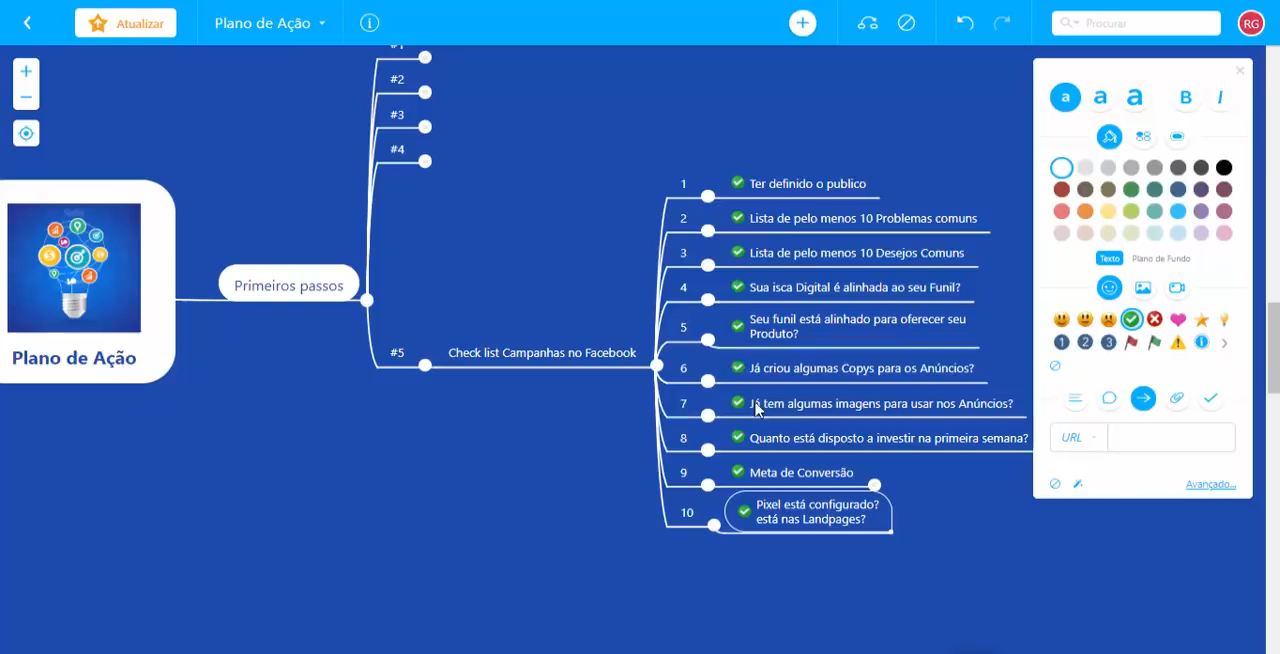 Atualizar
Plano de Ação
Procurar
RG
#1
#2
#3
#4
Primeiros passos
Plano de Ação
#5
Check list Campanhas no Facebook
1 Ter definido o publico
2 Lista de pelo menos 10 Problemas comuns
3 Lista de pelo menos 10 Desejos Comuns
4 Sua isca Digital é alinhada ao seu Funil?
5 Seu funil está alinhado para oferecer seu
Produto?
6 Já criou algumas Copys para os Anúncios?
7 Já tem algumas imagens para usar nos Anúncios?
8 Quanto está disposto a investir na primeira semana?
9 Meta de Conversão
10 Pixel está configurado?
está nas Landpages?
a a a B I
Texto Plano de Fundo
1 2 3
URL
Avançado...